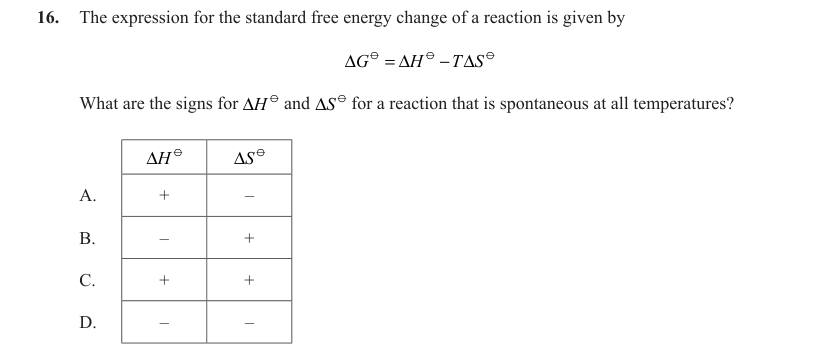 16. The expression for the standard free energy change of a reaction is given by
ΔG⊖ = ΔH⊖ – TΔS⊖
What are the signs for ΔH⊖ and ΔS⊖ for a reaction that is spontaneous at all temperatures?
ΔH⊖ ΔS⊖
A. + –
B. – +
C. + +
D. – –